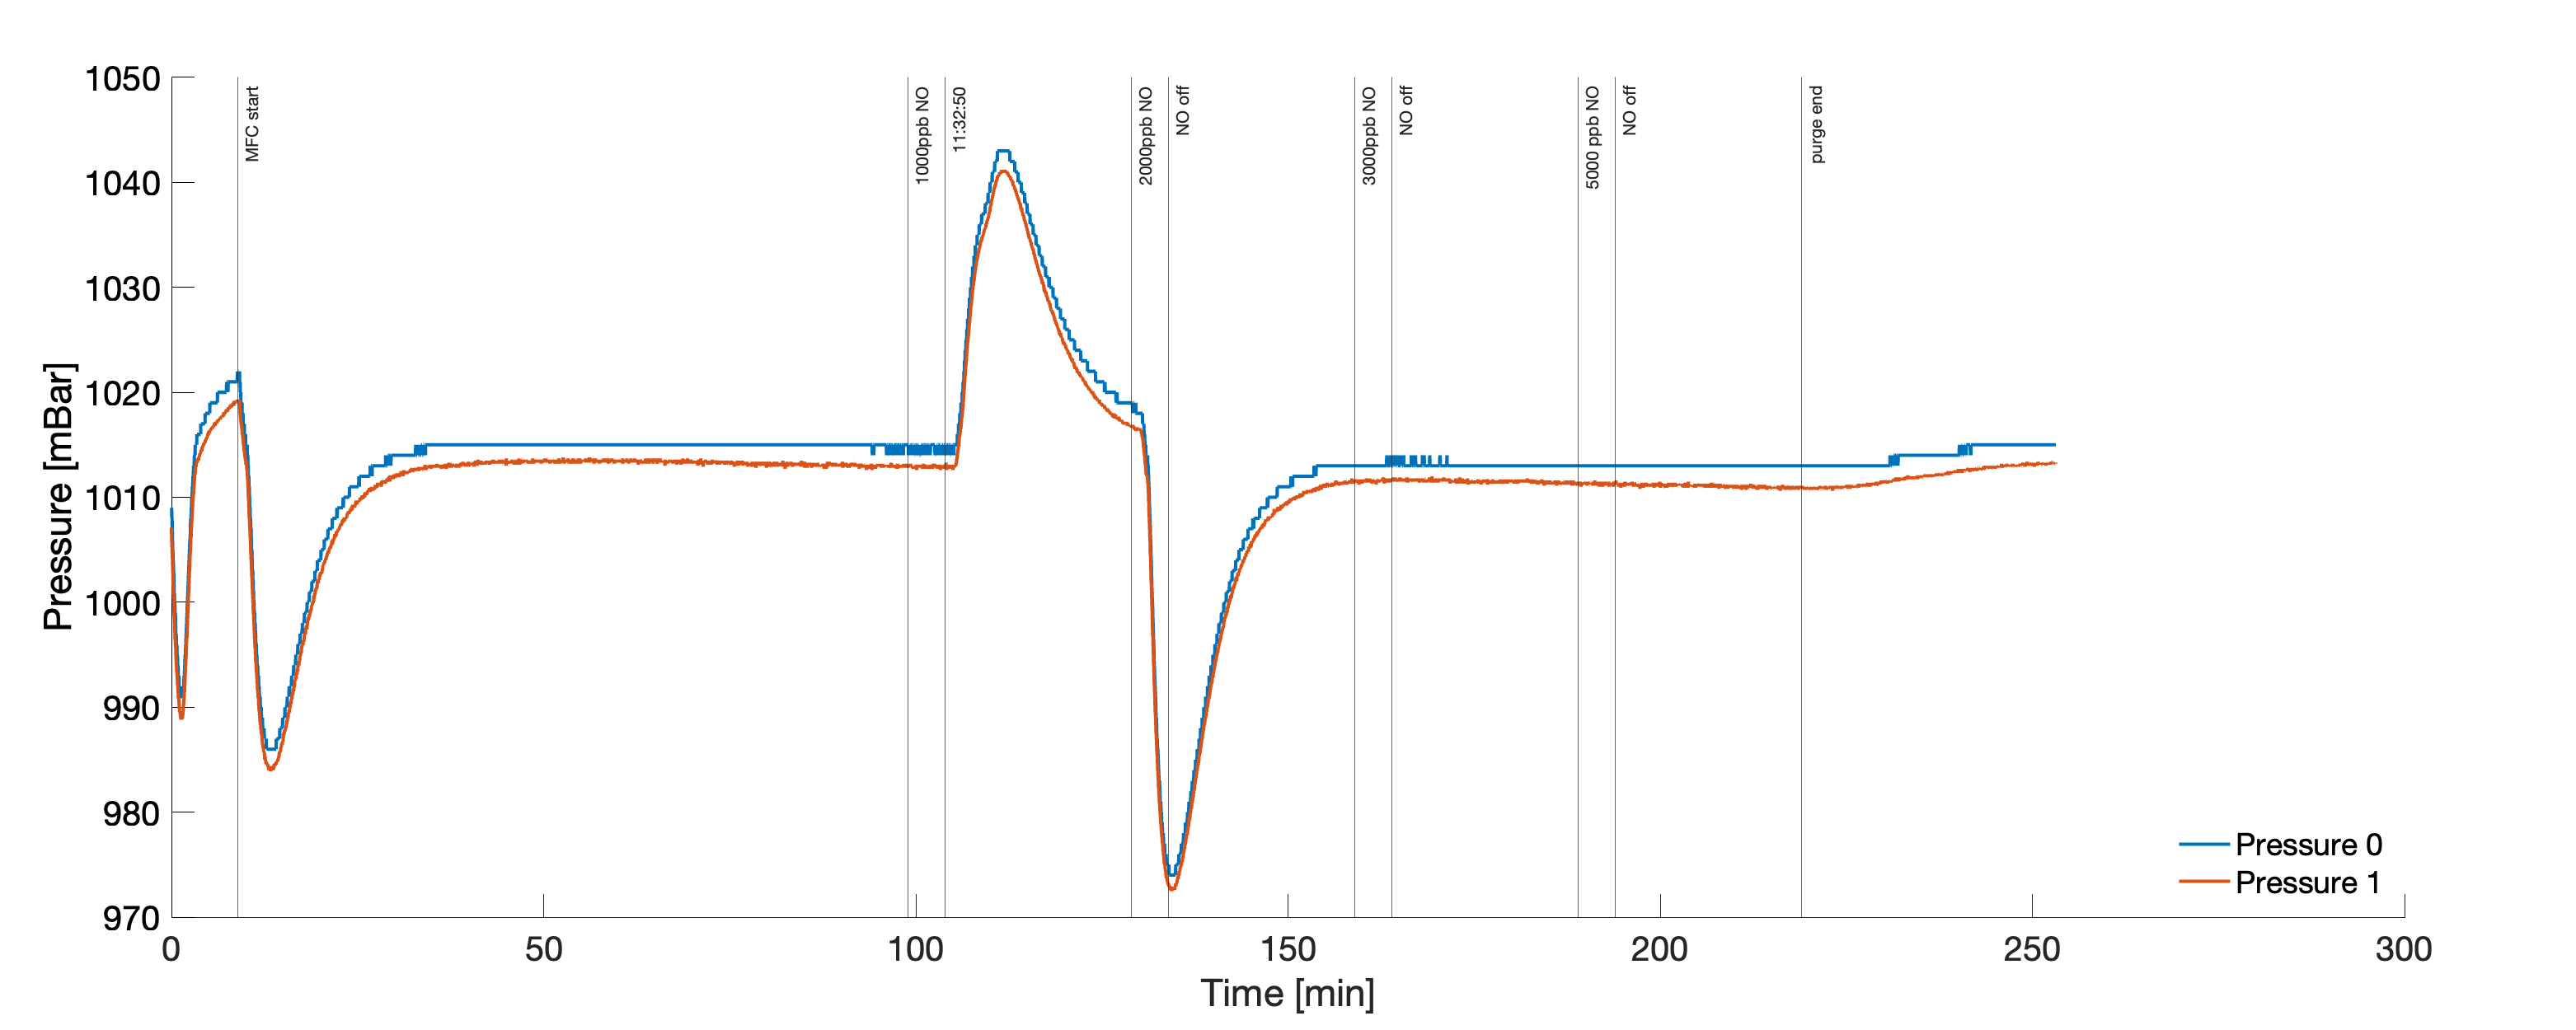 1050
1040
1030
1020
1010
1000
990
980
970
Pressure [mBar]
MFC start
1000ppb NO
11:32:50
2000ppb NO
NO off
3000ppb NO
NO off
5000 ppb NO
NO off
purge end
Pressure 0
Pressure 1
0 50 100 150 200 250 300
Time [min]